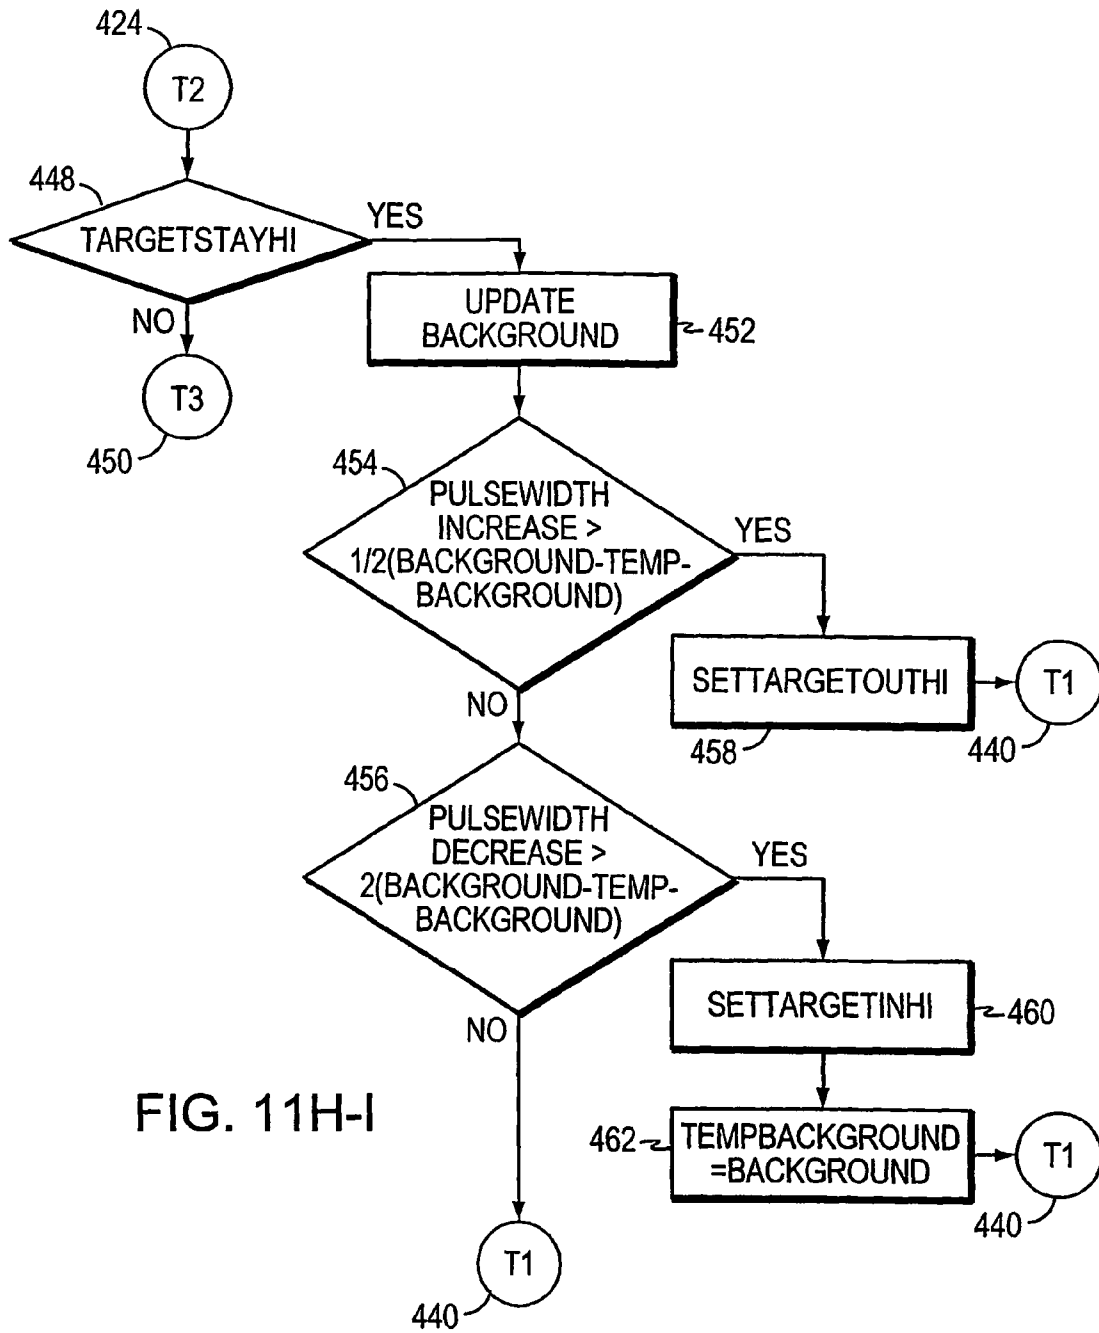 424
T2
448
TARGETSTAYHI
YES
NO
UPDATE
BACKGROUND
452
T3
450
454
PULSEWIDTH
INCREASE >
1/2(BACKGROUND-TEMP-
BACKGROUND)
YES
NO
SETTARGETOUTHI
458
T1
440
456
PULSEWIDTH
DECREASE >
2(BACKGROUND-TEMP-
BACKGROUND)
YES
NO
SETTARGETINHI
460
462
TEMPBACKGROUND
=BACKGROUND
T1
440
FIG. 11H-I
T1
440